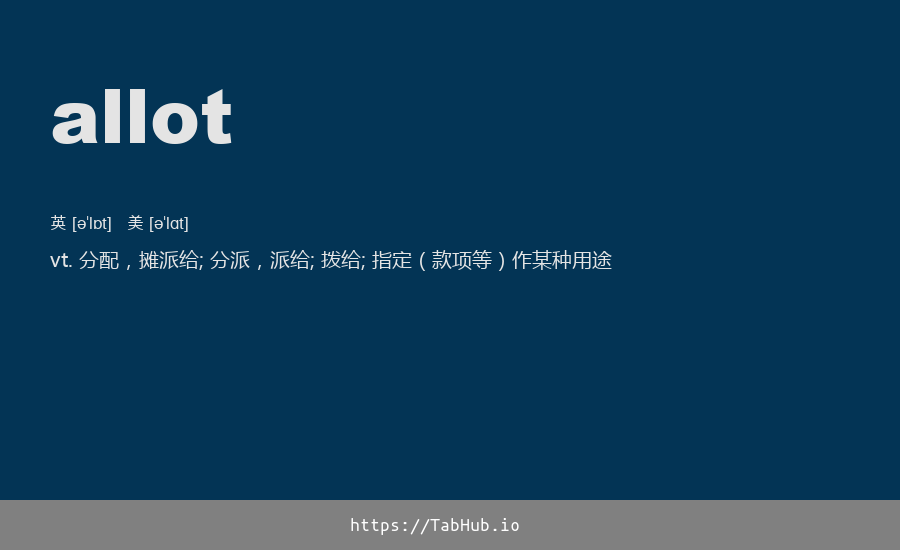 allot
英 [ə'lɒt] 美 [ə'lɑt]
vt. 分配，摊派给; 分派，派给; 拨给; 指定（款项等）作某种用途
https://TabHub.io